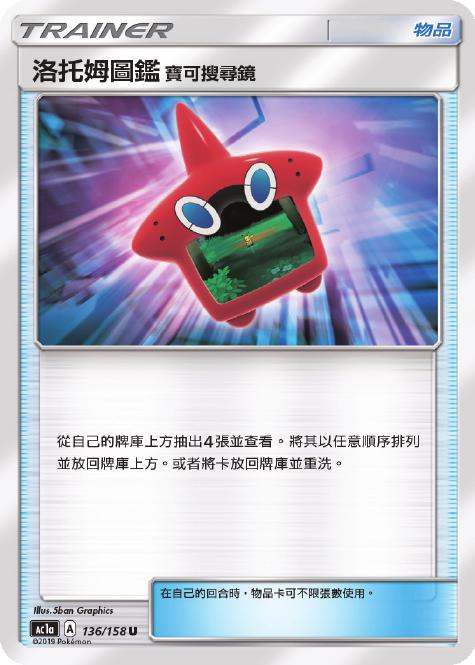 TRAINER 物品
洛托姆圖鑑 寶可搜尋鏡
從自己的牌庫上方抽出4張並查看。將其以任意順序排列
並放回牌庫上方。或者將卡放回牌庫並重洗。
在自己的回合時，物品卡可不限張數使用。
Illus.5ban Graphics
AC1a A 136/158 U
©2019 Pokémon